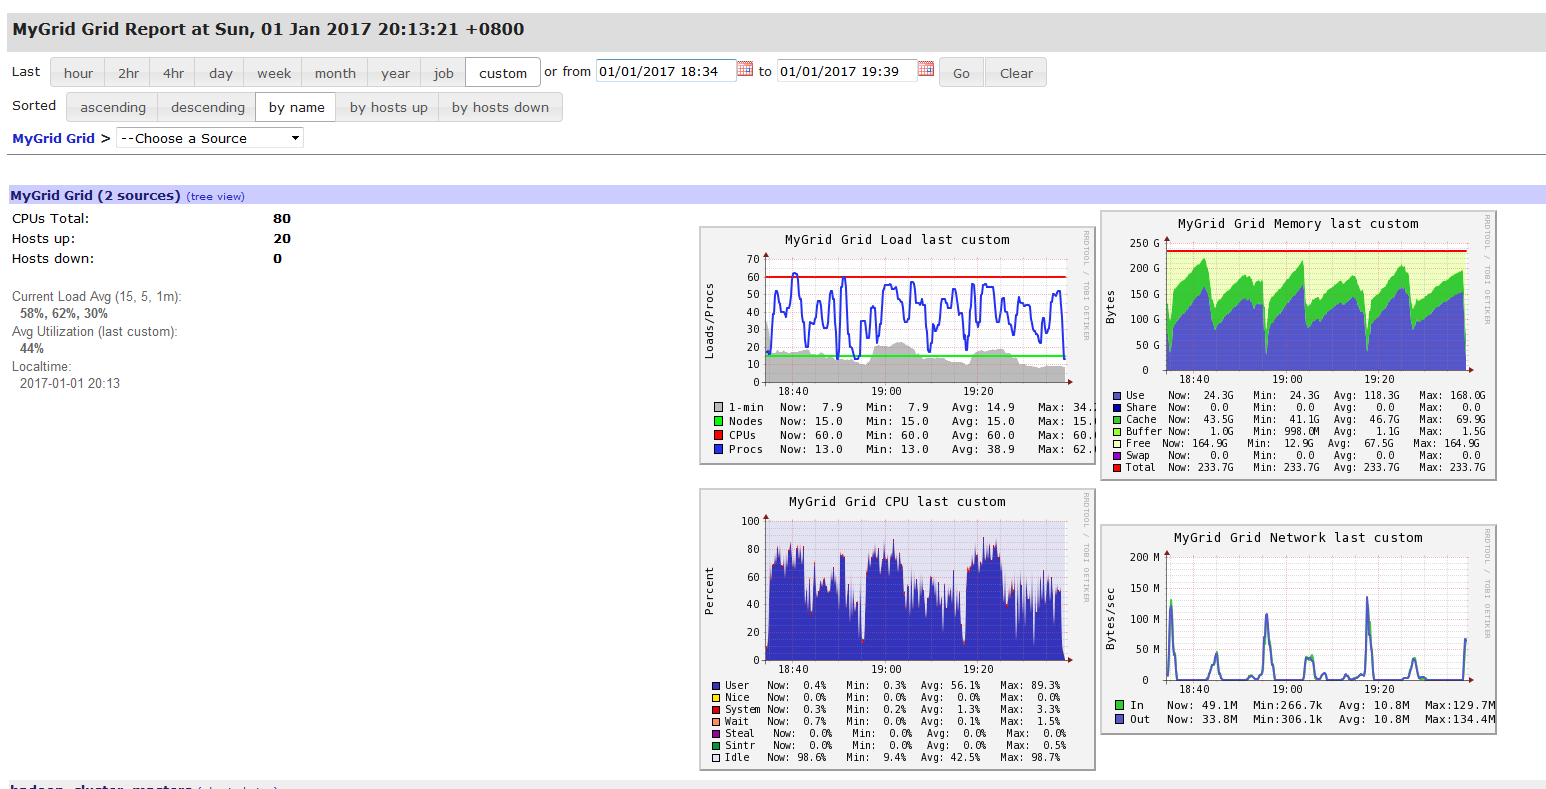 MyGrid Grid Report at Sun, 01 Jan 2017 20:13:21 +0800
Last hour 2hr 4hr day week month year job custom or from 01/01/2017 18:34 to 01/01/2017 19:39 Go Clear
Sorted ascending descending by name by hosts up by hosts down
MyGrid Grid > --Choose a Source
MyGrid Grid (2 sources) (tree view)
CPUs Total: 80
Hosts up: 20
Hosts down: 0
Current Load Avg (15, 5, 1m):
58%, 62%, 30%
Avg Utilization (last custom):
44%
Localtime:
2017-01-01 20:13
MyGrid Grid Load last custom
RRDTOOL / TOBI OETIKER
Loads/Procs
70
60
50
40
30
20
10
0
18:40 19:00 19:20
1-min Now: 7.9 Min: 7.9 Avg: 14.9 Max: 34.
Nodes Now: 15.0 Min: 15.0 Avg: 15.0 Max: 15.
CPUs Now: 60.0 Min: 60.0 Avg: 60.0 Max: 60.
Procs Now: 13.0 Min: 13.0 Avg: 38.9 Max: 62.
MyGrid Grid Memory last custom
RRDTOOL / TOBI OETIKER
Bytes
250 G
200 G
150 G
100 G
50 G
0
18:40 19:00 19:20
Use Now: 24.3G Min: 24.3G Avg: 118.3G Max: 168.0G
Share Now: 0.0 Min: 0.0 Avg: 0.0 Max: 0.0
Cache Now: 43.5G Min: 41.1G Avg: 46.7G Max: 69.9G
Buffer Now: 1.0G Min: 998.0M Avg: 1.1G Max: 1.5G
Free Now: 164.9G Min: 12.9G Avg: 67.5G Max: 164.9G
Swap Now: 0.0 Min: 0.0 Avg: 0.0 Max: 0.0
Total Now: 233.7G Min: 233.7G Avg: 233.7G Max: 233.7G
MyGrid Grid CPU last custom
RRDTOOL / TOBI OETIKER
Percent
100
80
60
40
20
0
18:40 19:00 19:20
User Now: 0.4% Min: 0.3% Avg: 56.1% Max: 89.3%
Nice Now: 0.0% Min: 0.0% Avg: 0.0% Max: 0.0%
System Now: 0.3% Min: 0.2% Avg: 1.3% Max: 3.3%
Wait Now: 0.7% Min: 0.0% Avg: 0.1% Max: 1.5%
Steal Now: 0.0% Min: 0.0% Avg: 0.0% Max: 0.0%
Sintr Now: 0.0% Min: 0.0% Avg: 0.0% Max: 0.5%
Idle Now: 98.6% Min: 9.4% Avg: 42.5% Max: 98.7%
MyGrid Grid Network last custom
RRDTOOL / TOBI OETIKER
Bytes/sec
200 M
150 M
100 M
50 M
0
18:40 19:00 19:20
In Now: 49.1M Min:266.7k Avg: 10.8M Max:129.7M
Out Now: 33.8M Min:306.1k Avg: 10.8M Max:134.4M